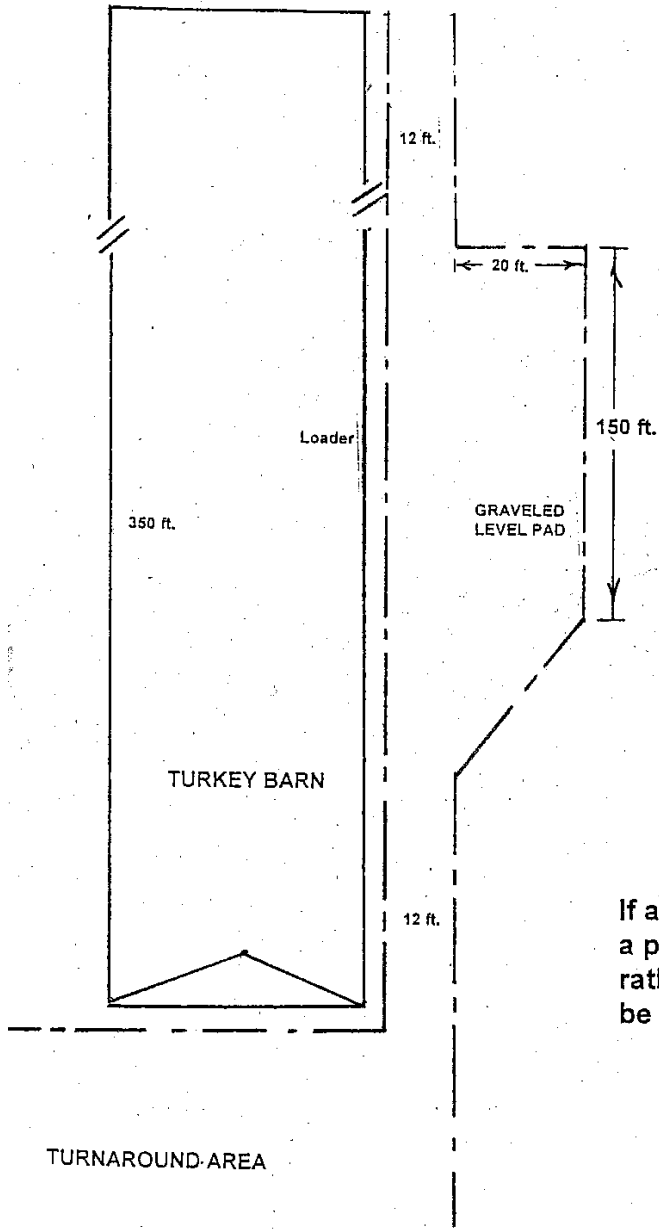 12 ft.
20 ft.
150 ft.
Loader
350 ft.
GRAVELED
LEVEL PAD
TURKEY BARN
12 ft.
If a
a p
rat
be
TURNAROUND AREA